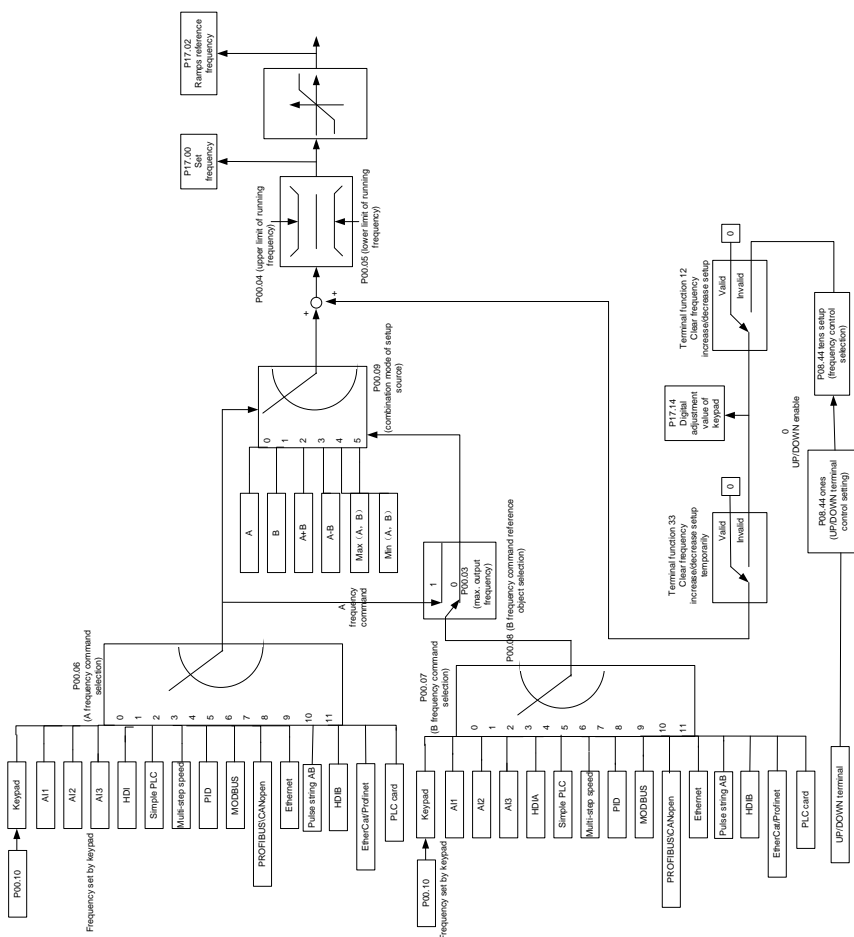 P00.10
Frequency set by keypad
Keypad
AI1
AI2
AI3
HDI
Simple PLC
Multi-step speed
PID
MODBUS
PROFIBUS\CANopen
Ethernet
Pulse string AB
HDIB
EtherCat/Profinet
PLC card
P00.06
(A frequency command
selection)
0
1
2
3
4
5
6
7
8
9
10
11
A
frequency
command
A
B
A+B
A-B
Max（A，B）
Min（A，B）
0
1
2
3
4
5
P00.09
(combination mode of setup
source)
+
+
P00.04 (upper limit of running
frequency)
P00.05 (lower limit of running
frequency)
P17.00
Set
frequency
P17.02
Ramps reference
frequency
1
0
P00.03
(max. output
frequency)
P00.08 (B frequency command reference
object selection)
P00.10
Frequency set by keypad
Keypad
AI1
AI2
AI3
HDIA
Simple PLC
Multi-step speed
PID
MODBUS
PROFIBUS\CANopen
Ethernet
Pulse string AB
HDIB
EtherCat/Profinet
PLC card
P00.07
(B frequency command
selection)
0
1
2
3
4
5
6
7
8
9
10
11
Terminal function 33
Clear frequency
increase/decrease setup
temporarily
Valid
Invalid
0
P17.14
Digital
adjustment
value of
keypad
Terminal function 12
Clear frequency
increase/decrease setup
Valid
Invalid
0
UP/DOWN terminal
P08.44 ones
(UP/DOWN terminal
control setting)
0
UP/DOWN enable
P08.44 tens setup
(frequency control
selection)